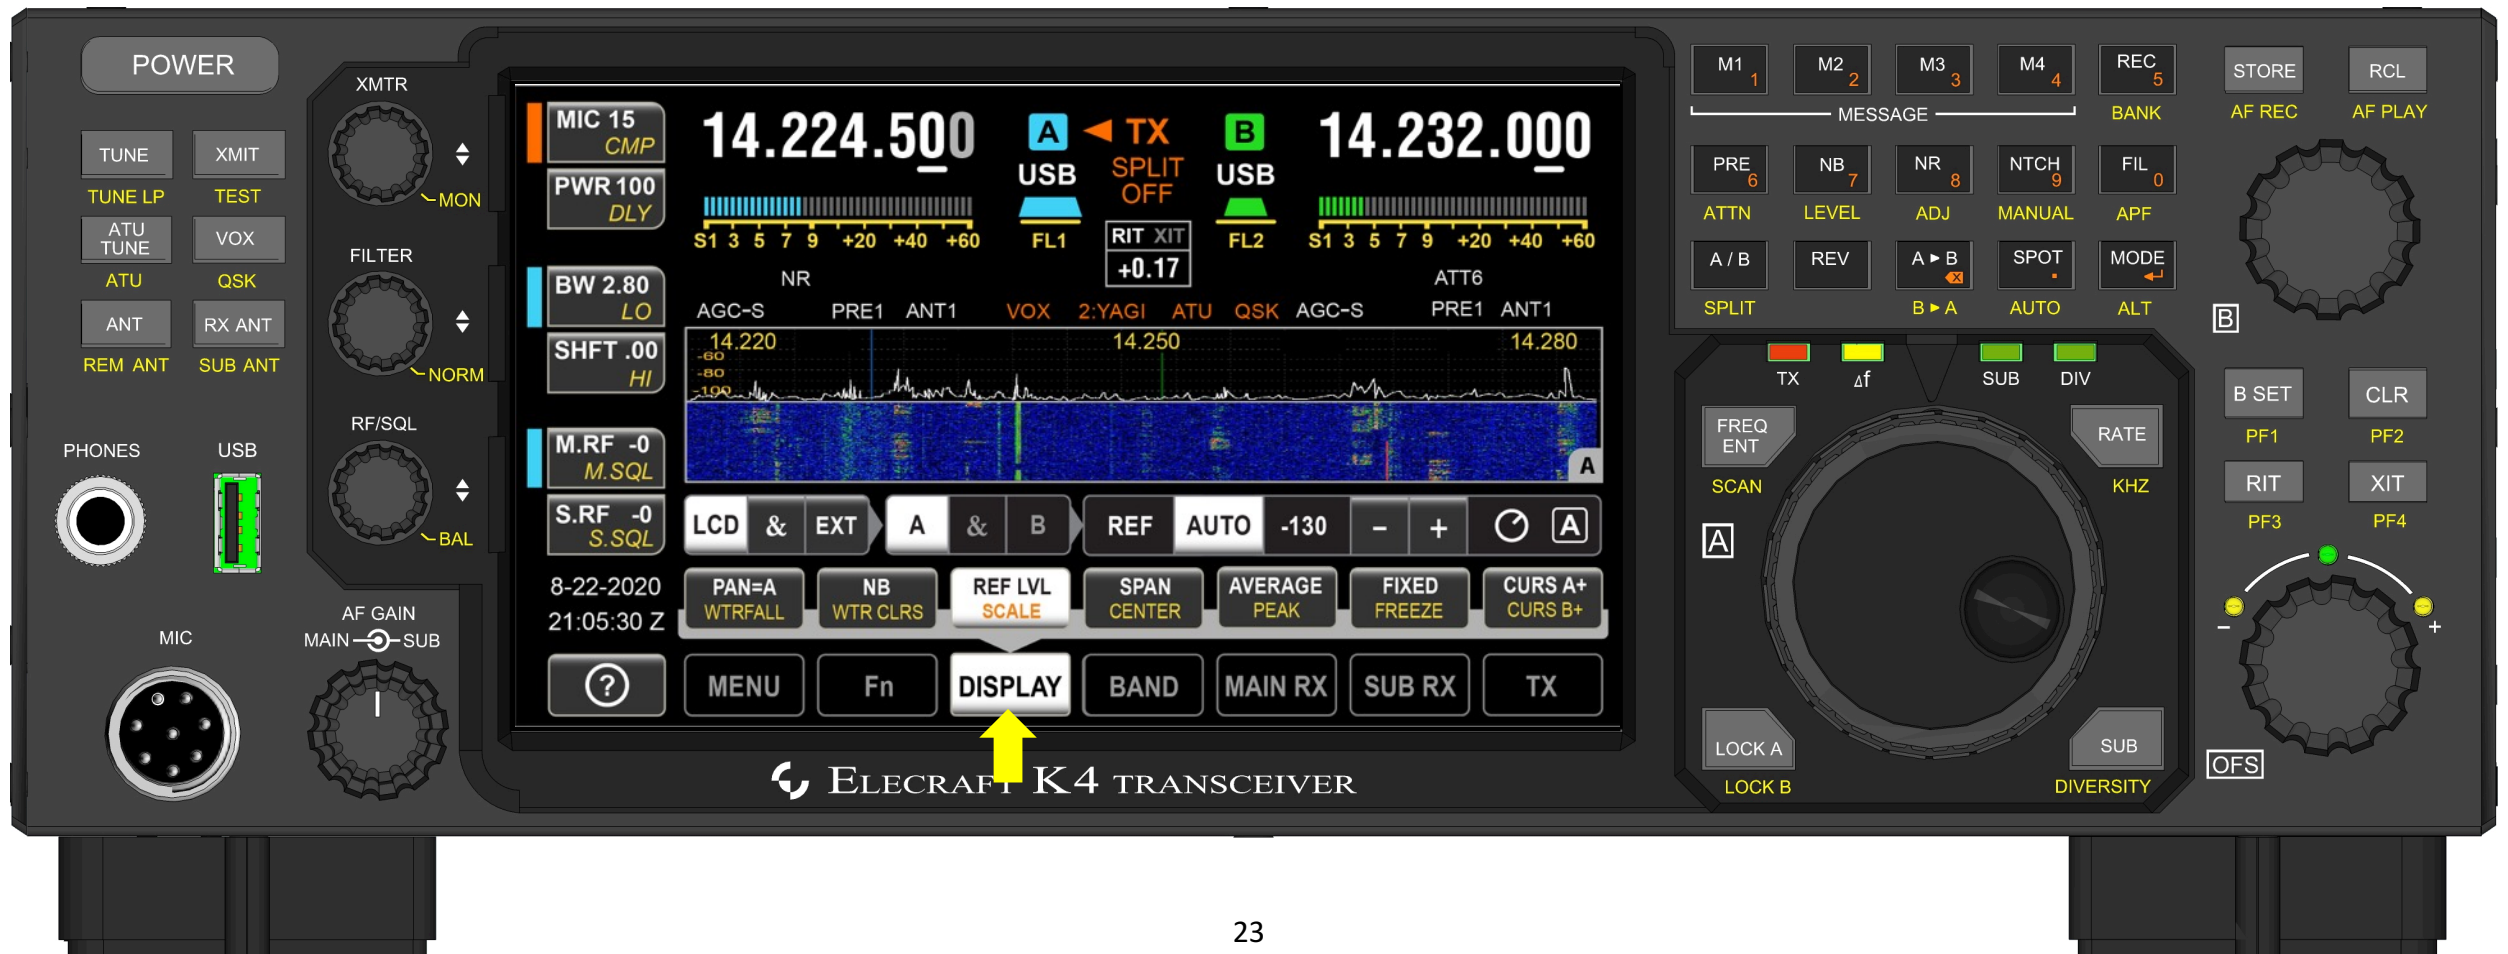 POWER
XMTR
TUNE XMIT
TUNE LP TEST
MON
ATU
TUNE
VOX
ATU QSK
FILTER
ANT RX ANT
REM ANT SUB ANT
NORM
RF/SQL
PHONES USB
BAL
AF GAIN
MAIN SUB
MIC
MIC 15
CMP
PWR 100
DLY
BW 2.80
LO
SHFT .00
HI
M.RF -0
M.SQL
S.RF -0
S.SQL
8-22-2020
21:05:30 Z
?
14.224.500 A TX B 14.232.000
USB SPLIT USB
OFF
S1 3 5 7 9 +20 +40 +60 FL1 RIT XIT FL2 S1 3 5 7 9 +20 +40 +60
+0.17
NR ATT6
AGC-S PRE1 ANT1 VOX 2:YAGI ATU QSK AGC-S PRE1 ANT1
14.220 14.250 14.280
-60
-80
-100
A
LCD & EXT A & B REF AUTO -130 - + A
PAN=A NB REF LVL SPAN AVERAGE FIXED CURS A+
WTRFALL WTR CLRS SCALE CENTER PEAK FREEZE CURS B+
MENU Fn DISPLAY BAND MAIN RX SUB RX TX
ELECRAFT K4 TRANSCEIVER
M1 1 M2 2 M3 3 M4 4 REC 5
MESSAGE BANK
PRE 6 NB 7 NR 8 NTCH 9 FIL 0
ATTN LEVEL ADJ MANUAL APF
A / B REV A ▸ B SPOT . MODE
SPLIT B ▸ A AUTO ALT
TX Δf SUB DIV
FREQ
ENT
RATE
SCAN KHZ
A
LOCK A SUB
LOCK B DIVERSITY
STORE RCL
AF REC AF PLAY
B
B SET CLR
PF1 PF2
RIT XIT
PF3 PF4
- +
OFS
23